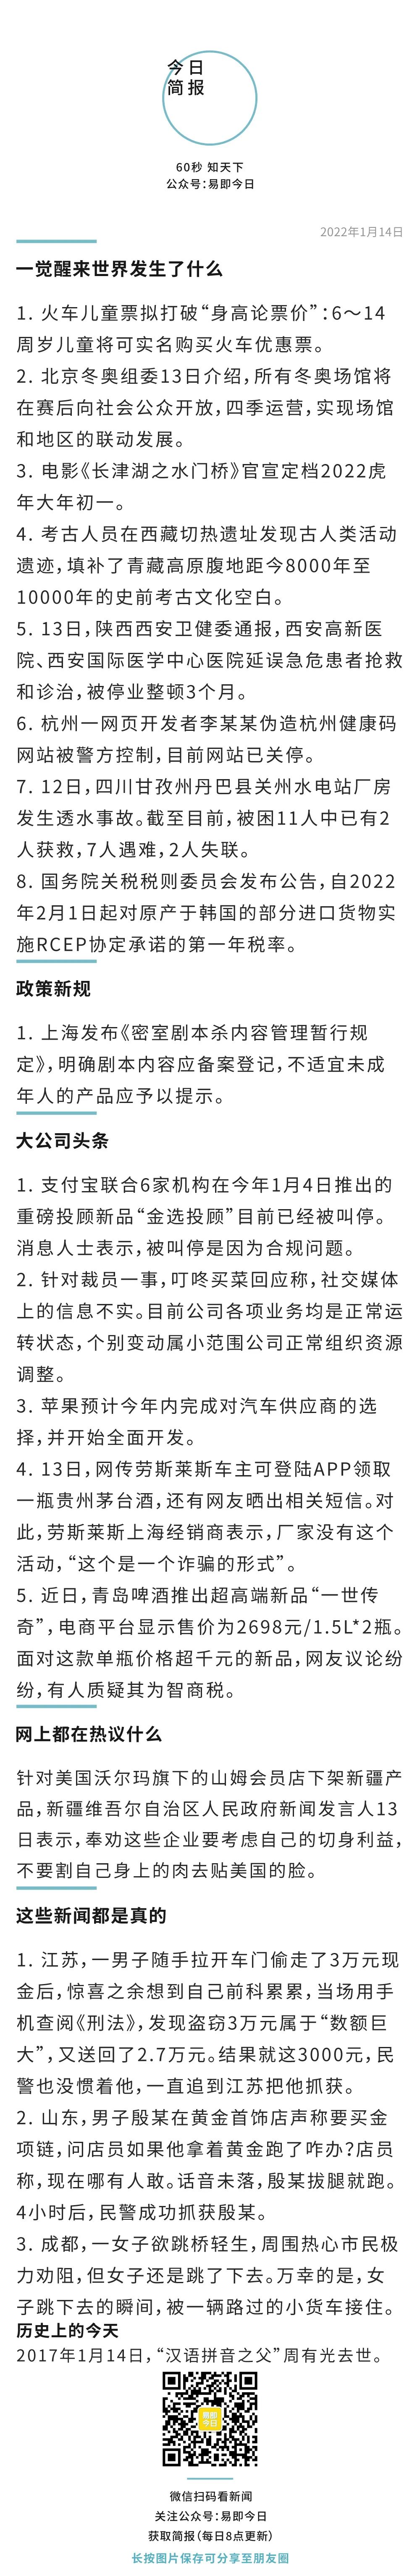 今日
简报
60秒 知天下
公众号:易即今日
2022年1月14日
一觉醒来世界发生了什么
1. 火车儿童票拟打破“身高论票价”:6～14
周岁儿童将可实名购买火车优惠票。
2. 北京冬奥组委13日介绍,所有冬奥场馆将
在赛后向社会公众开放,四季运营,实现场馆
和地区的联动发展。
3. 电影《长津湖之水门桥》官宣定档2022虎
年大年初一。
4. 考古人员在西藏切热遗址发现古人类活动
遗迹,填补了青藏高原腹地距今8000年至
10000年的史前考古文化空白。
5. 13日,陕西西安卫健委通报,西安高新医
院、西安国际医学中心医院延误急危患者抢救
和诊治,被停业整顿3个月。
6. 杭州一网页开发者李某某伪造杭州健康码
网站被警方控制,目前网站已关停。
7. 12日,四川甘孜州丹巴县关州水电站厂房
发生透水事故。截至目前,被困11人中已有2
人获救,7人遇难,2人失联。
8. 国务院关税税则委员会发布公告,自2022
年2月1日起对原产于韩国的部分进口货物实
施RCEP协定承诺的第一年税率。
政策新规
1. 上海发布《密室剧本杀内容管理暂行规
定》,明确剧本内容应备案登记,不适宜未成
年人的产品应予以提示。
大公司头条
1. 支付宝联合6家机构在今年1月4日推出的
重磅投顾新品“金选投顾”目前已经被叫停。
消息人士表示,被叫停是因为合规问题。
2. 针对裁员一事,叮咚买菜回应称,社交媒体
上的信息不实。目前公司各项业务均是正常运
转状态,个别变动属小范围公司正常组织资源
调整。
3. 苹果预计今年内完成对汽车供应商的选
择,并开始全面开发。
4. 13日,网传劳斯莱斯车主可登陆APP领取
一瓶贵州茅台酒,还有网友晒出相关短信。对
此,劳斯莱斯上海经销商表示,厂家没有这个
活动,“这个是一个诈骗的形式”。
5. 近日,青岛啤酒推出超高端新品“一世传
奇”,电商平台显示售价为2698元/1.5L*2瓶。
面对这款单瓶价格超千元的新品,网友议论纷
纷,有人质疑其为智商税。
网上都在热议什么
针对美国沃尔玛旗下的山姆会员店下架新疆产
品,新疆维吾尔自治区人民政府新闻发言人13
日表示,奉劝这些企业要考虑自己的切身利益,
不要割自己身上的肉去贴美国的脸。
这些新闻都是真的
1. 江苏,一男子随手拉开车门偷走了3万元现
金后,惊喜之余想到自己前科累累,当场用手
机查阅《刑法》,发现盗窃3万元属于“数额巨
大”,又送回了2.7万元。结果就这3000元,民
警也没惯着他,一直追到江苏把他抓获。
2. 山东,男子殷某在黄金首饰店声称要买金
项链,问店员如果他拿着黄金跑了咋办?店员
称,现在哪有人敢。话音未落,殷某拔腿就跑。
4小时后,民警成功抓获殷某。
3. 成都,一女子欲跳桥轻生,周围热心市民极
力劝阻,但女子还是跳了下去。万幸的是,女
子跳下去的瞬间,被一辆路过的小货车接住。
历史上的今天
2017年1月14日,“汉语拼音之父”周有光去世。
易即
今日
微信扫码看新闻
关注公众号:易即今日
获取简报(每日8点更新)
长按图片保存可分享至朋友圈